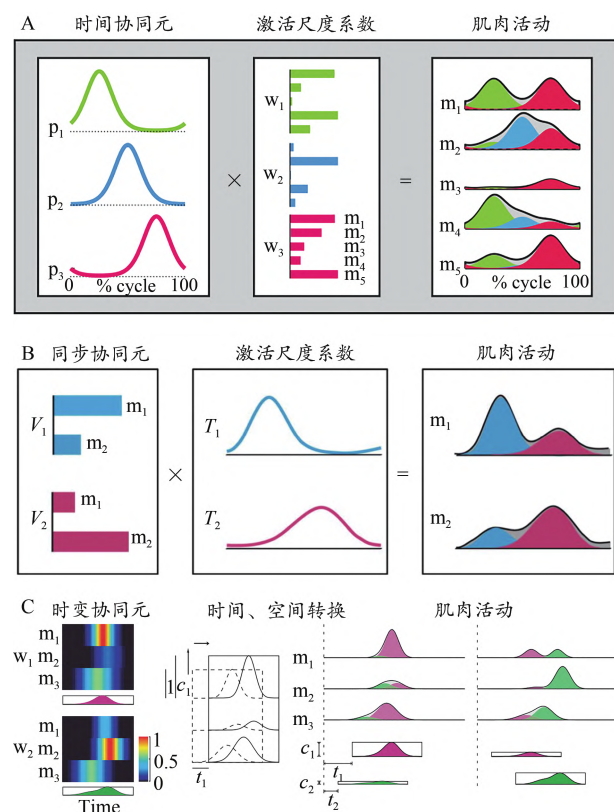 A 时间协同元 激活尺度系数 肌肉活动
p1
p2
p3
0 % cycle 100
×
w1
w2
w3
m1
m2
m3
m4
m5
=
m1
m2
m3
m4
m5
0 % cycle 100
B 同步协同元 激活尺度系数 肌肉活动
V1
m1
m2
V2
m1
m2
×
T1
T2
=
m1
m2
C 时变协同元 时间、空间转换 肌肉活动
m1
w1 m2
m3
m1
w2 m2
m3
1
0.5
0
Time
c1
t1
m1
m2
m3
c1
t1
c2
t2